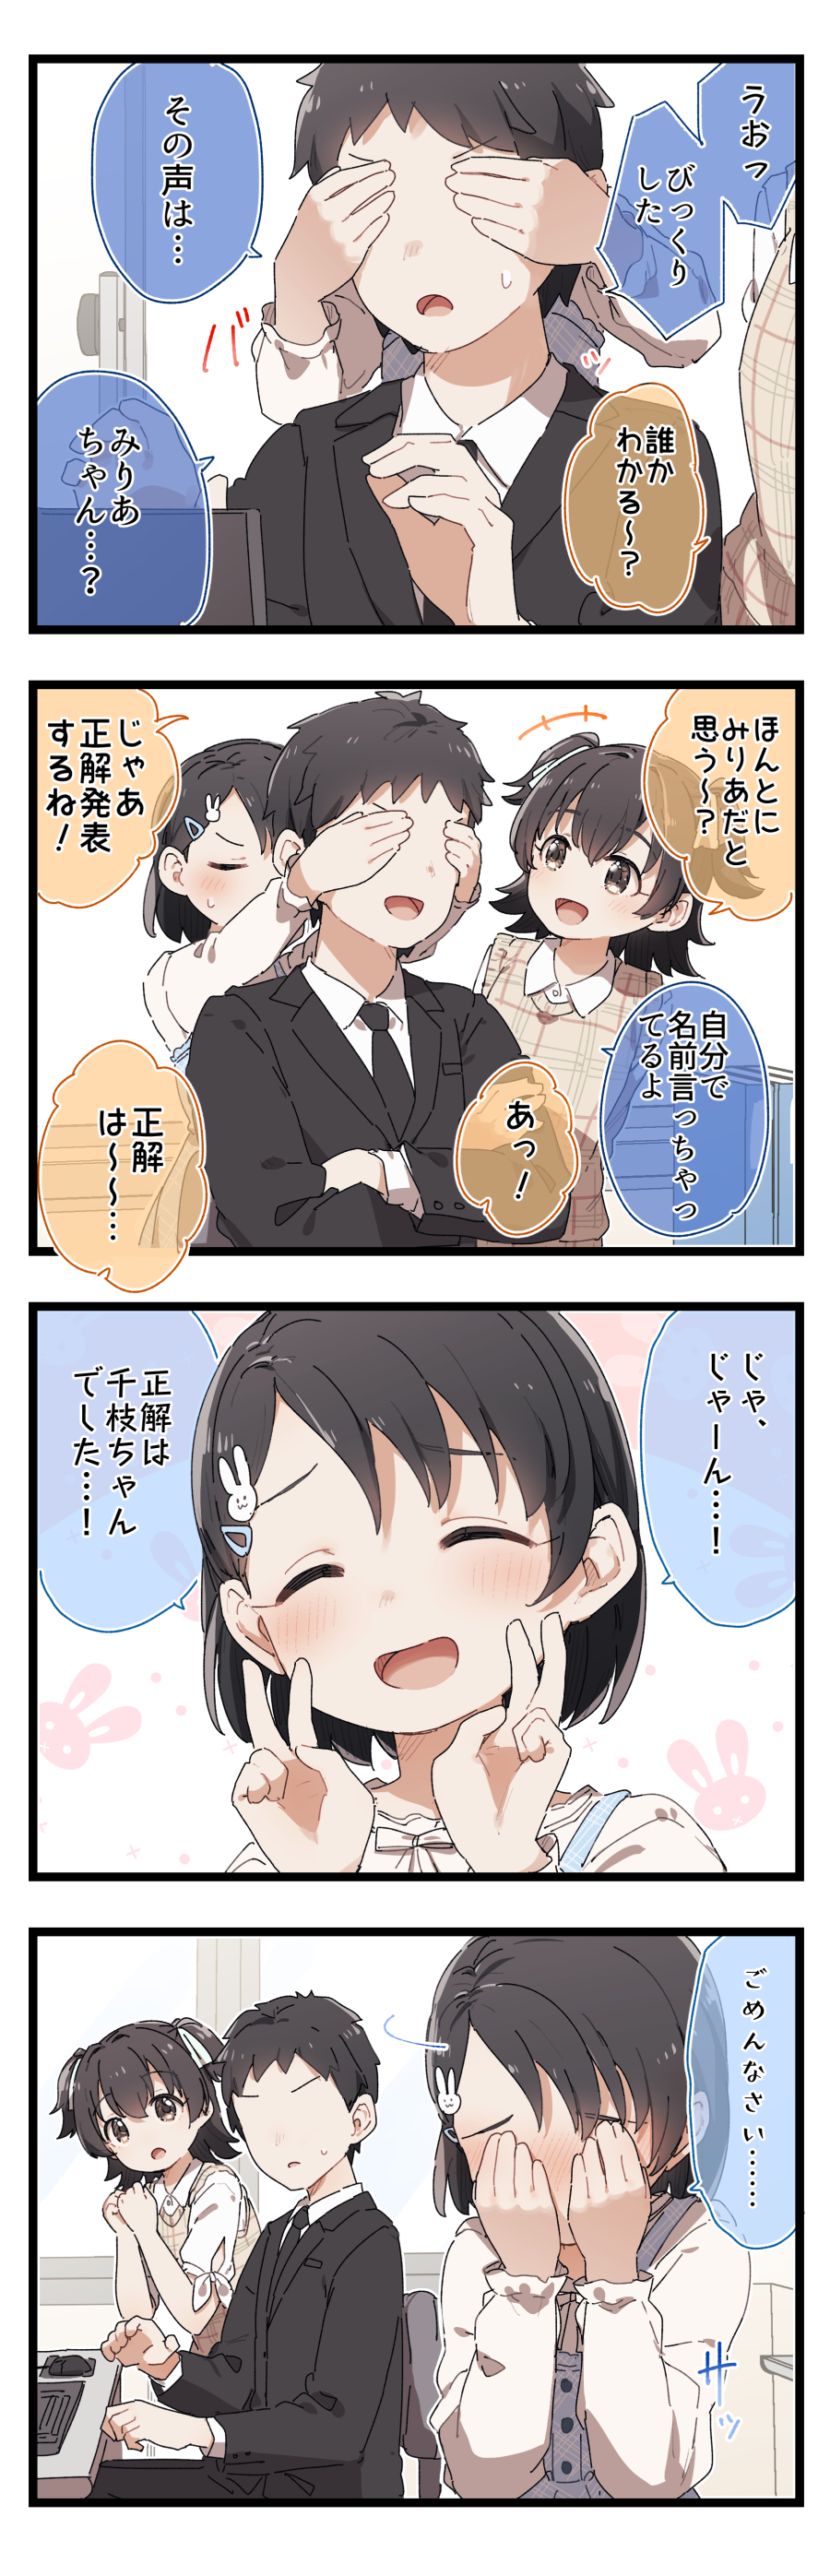 うおっ
びっくり
した
バ
ッ
誰か
わかる～？
その声は…
みりあ
ちゃん…？
ほんとに
みりあだと
思う～？
自分で
名前言っちゃっ
てるよ
あっ！
じゃあ
正解発表
するね！
正解
は～～…
じゃ、
じゃーん…！
正解は
千枝ちゃん
でした…！
ごめんなさい……
サッ